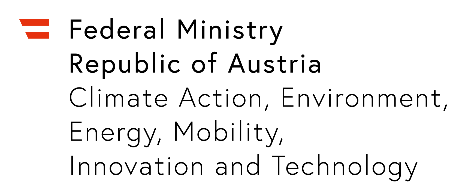 Federal Ministry
Republic of Austria
Climate Action, Environment,
Energy, Mobility,
Innovation and Technology